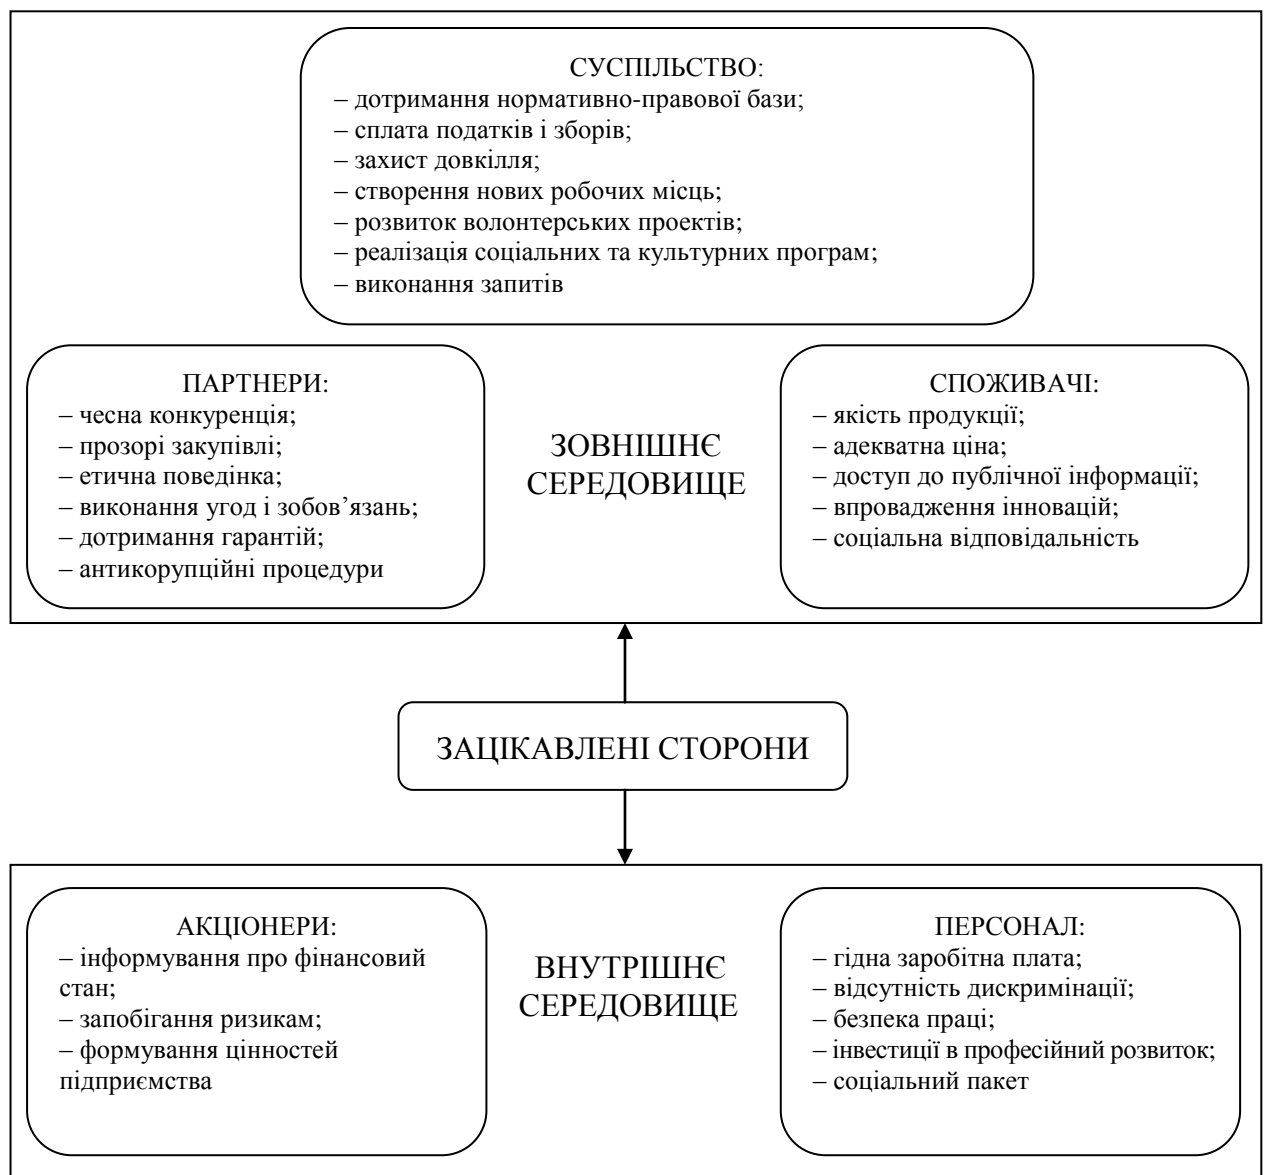 СУСПІЛЬСТВО:
– дотримання нормативно-правової бази;
– сплата податків і зборів;
– захист довкілля;
– створення нових робочих місць;
– розвиток волонтерських проектів;
– реалізація соціальних та культурних програм;
– виконання запитів
ПАРТНЕРИ:
– чесна конкуренція;
– прозорі закупівлі;
– етична поведінка;
– виконання угод і зобов’язань;
– дотримання гарантій;
– антикорупційні процедури
ЗОВНІШНЄ
СЕРЕДОВИЩЕ
СПОЖИВАЧІ:
– якість продукції;
– адекватна ціна;
– доступ до публічної інформації;
– впровадження інновацій;
– соціальна відповідальність
ЗАЦІКАВЛЕНІ СТОРОНИ
АКЦІОНЕРИ:
– інформування про фінансовий
стан;
– запобігання ризикам;
– формування цінностей
підприємства
ВНУТРІШНЄ
СЕРЕДОВИЩЕ
ПЕРСОНАЛ:
– гідна заробітна плата;
– відсутність дискримінації;
– безпека праці;
– інвестиції в професійний розвиток;
– соціальний пакет